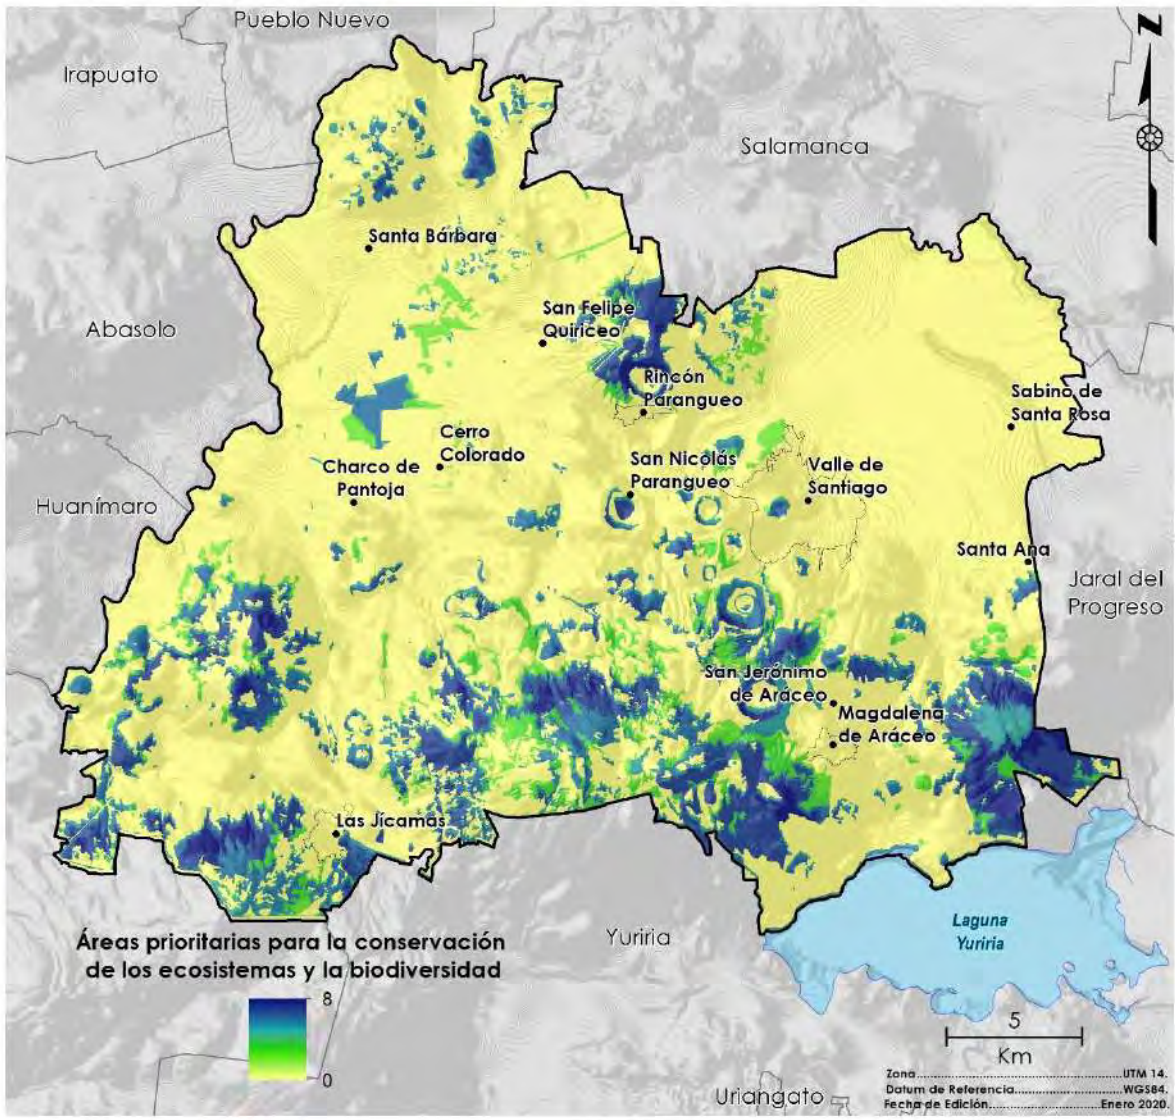 Pueblo Nuevo
Irapuato
Z
Salamanca
Santa Bárbara
Abasolo
San Felipe
Quiriceo
Rincón
Parangueo
Sabino de
Santa Rosa
Cerro
Colorado
Charco de
Pantoja
San Nicolás
Parangueo
Valle de
Santiago
Huanímaro
Santa Ana
Jaral del
Progreso
San Jerónimo
de Aráceo
Magdalena
de Aráceo
Las Jícamas
Laguna
Yuriria
Yuriria
Áreas prioritarias para la conservación
de los ecosistemas y la biodiversidad
8
0
5
Km
Uriangato
Zona UTM 14.
Datum de Referencia WGS84.
Fecha de Edición Enero 2020.